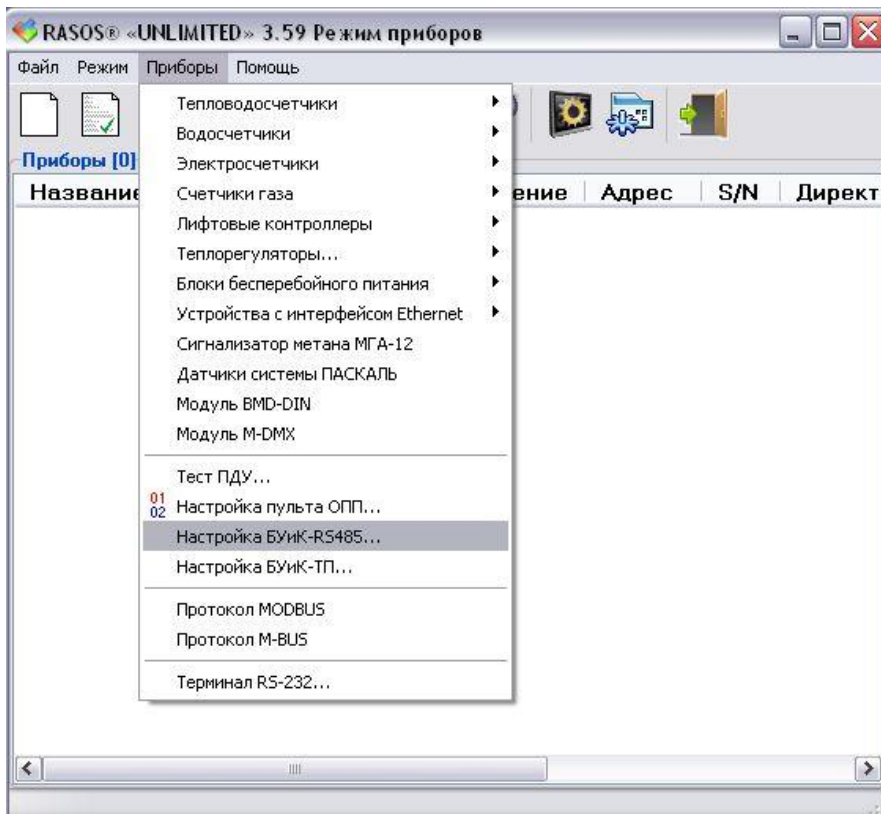 RASOS® «UNLIMITED» 3.59 Режим приборов
Файл Режим Приборы Помощь
Приборы [0]
Название ение Адрес S/N Директ
Тепловодосчетчики
Водосчетчики
Электросчетчики
Счетчики газа
Лифтовые контроллеры
Теплорегуляторы...
Блоки бесперебойного питания
Устройства с интерфейсом Ethernet
Сигнализатор метана МГА-12
Датчики системы ПАСКАЛЬ
Модуль BMD-DIN
Модуль M-DMX
Тест ПДУ...
01
02 Настройка пульта ОПП...
Настройка БУиК-RS485...
Настройка БУиК-ТП...
Протокол MODBUS
Протокол M-BUS
Терминал RS-232...